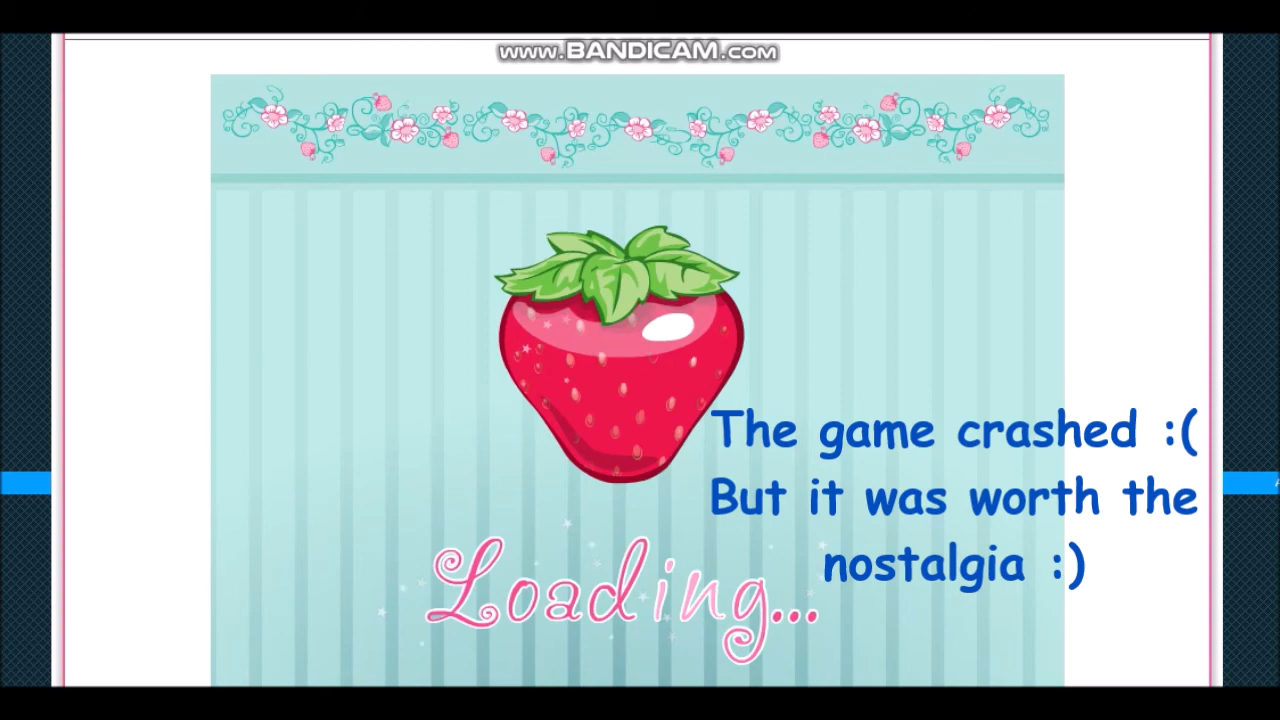 www.BANDICAM.com
The game crashed :(
But it was worth the
nostalgia :)
Loading...